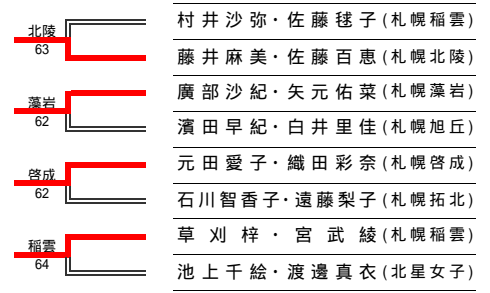 村井沙弥・佐藤毬子(札幌稲雲)
北陵
63
藤井麻美・佐藤百恵(札幌北陵)
廣部沙紀・矢元佑菜(札幌藻岩)
藻岩
62
濱田早紀・白井里佳(札幌旭丘)
元田愛子・織田彩奈(札幌啓成)
啓成
62
石川智香子・遠藤梨子(札幌拓北)
草刈梓・宮武綾(札幌稲雲)
稲雲
64
池上千絵・渡邊真衣(北星女子)